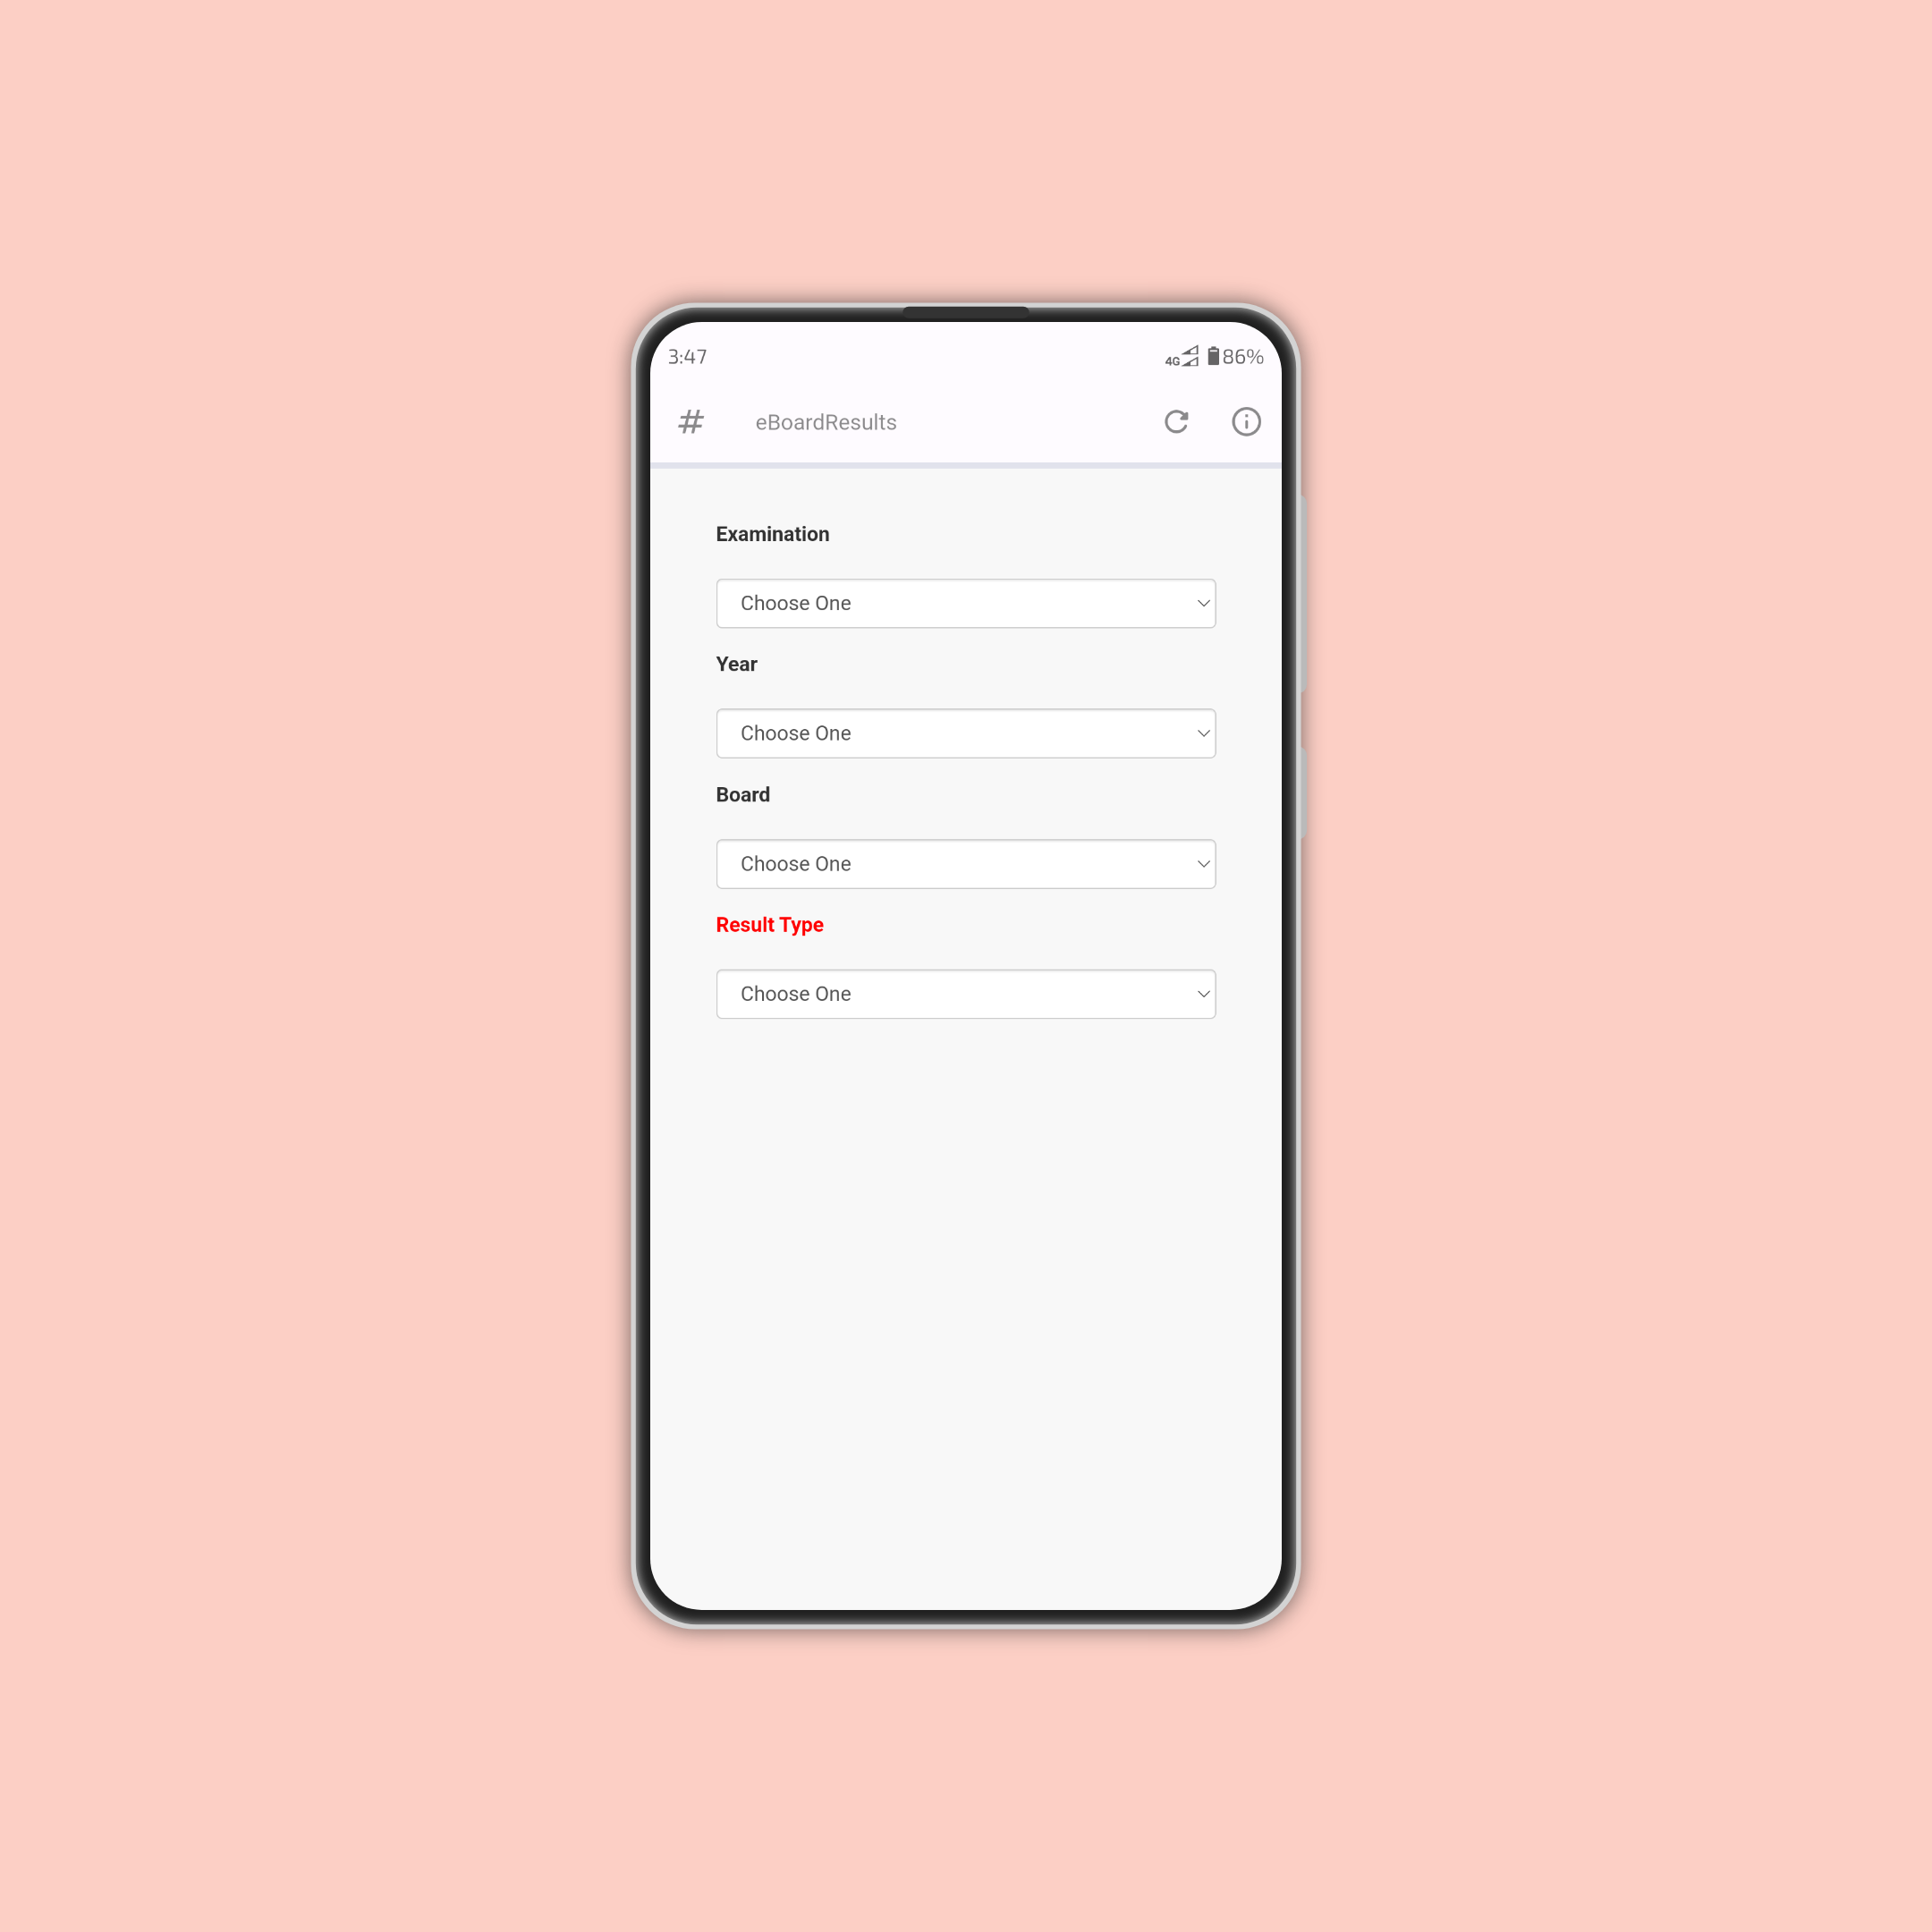 3:47 4G 86%
# eBoardResults
Examination
Choose One
Year
Choose One
Board
Choose One
Result Type
Choose One